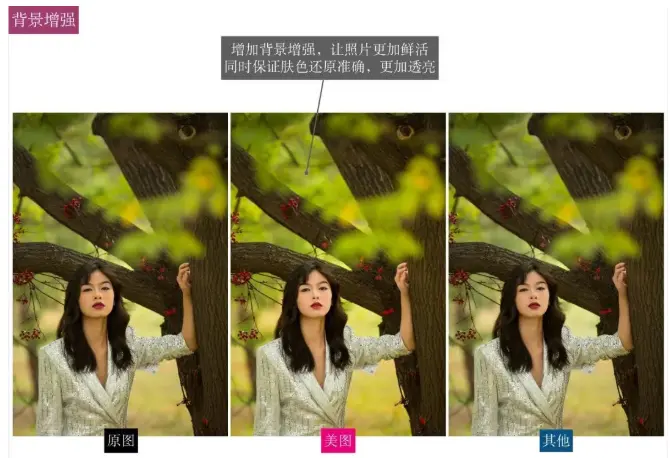 背景增强
增加背景增强，让照片更加鲜活
同时保证肤色还原准确，更加透亮
原图
美图
其他